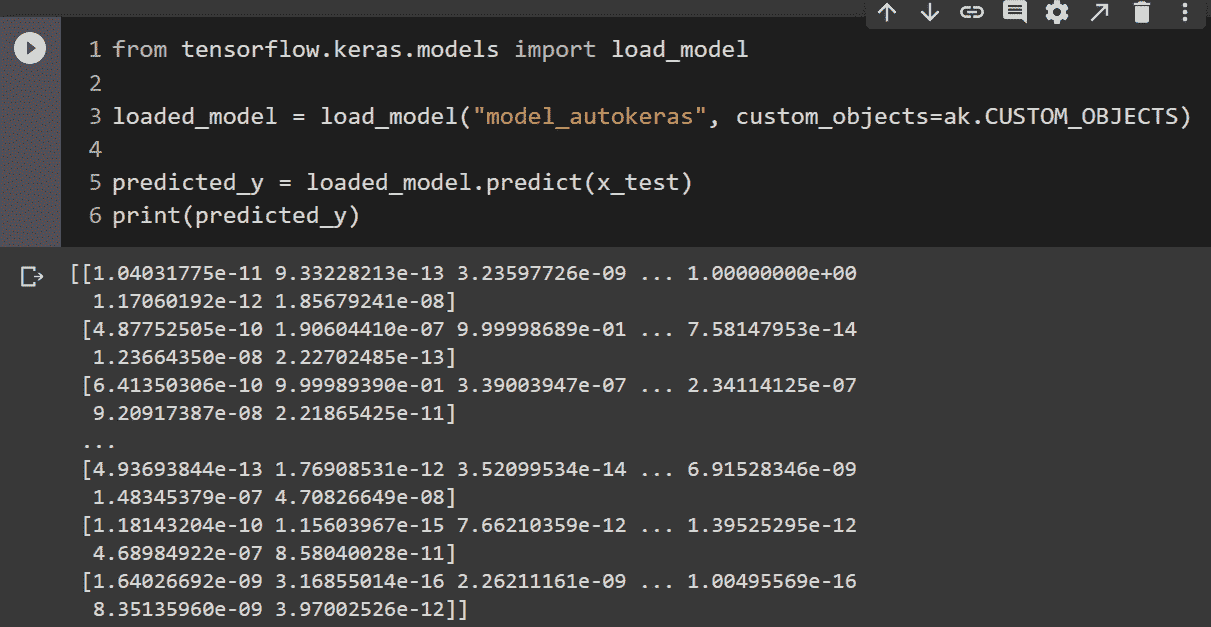 1 from tensorflow.keras.models import load_model
2
3 loaded_model = load_model("model_autokeras", custom_objects=ak.CUSTOM_OBJECTS)
4
5 predicted_y = loaded_model.predict(x_test)
6 print(predicted_y)
[[1.04031775e-11 9.33228213e-13 3.23597726e-09 ... 1.00000000e+00
1.17060192e-12 1.85679241e-08]
[4.87752505e-10 1.90604410e-07 9.99998689e-01 ... 7.58147953e-14
1.23664350e-08 2.22702485e-13]
[6.41350306e-10 9.99989390e-01 3.39003947e-07 ... 2.34114125e-07
9.20917387e-08 2.21865425e-11]
...
[4.93693844e-13 1.76908531e-12 3.52099534e-14 ... 6.91528346e-09
1.48345379e-07 4.70826649e-08]
[1.18143204e-10 1.15603967e-15 7.66210359e-12 ... 1.39525295e-12
4.68984922e-07 8.58040028e-11]
[1.64026692e-09 3.16855014e-16 2.26211161e-09 ... 1.00495569e-16
8.35135960e-09 3.97002526e-12]]